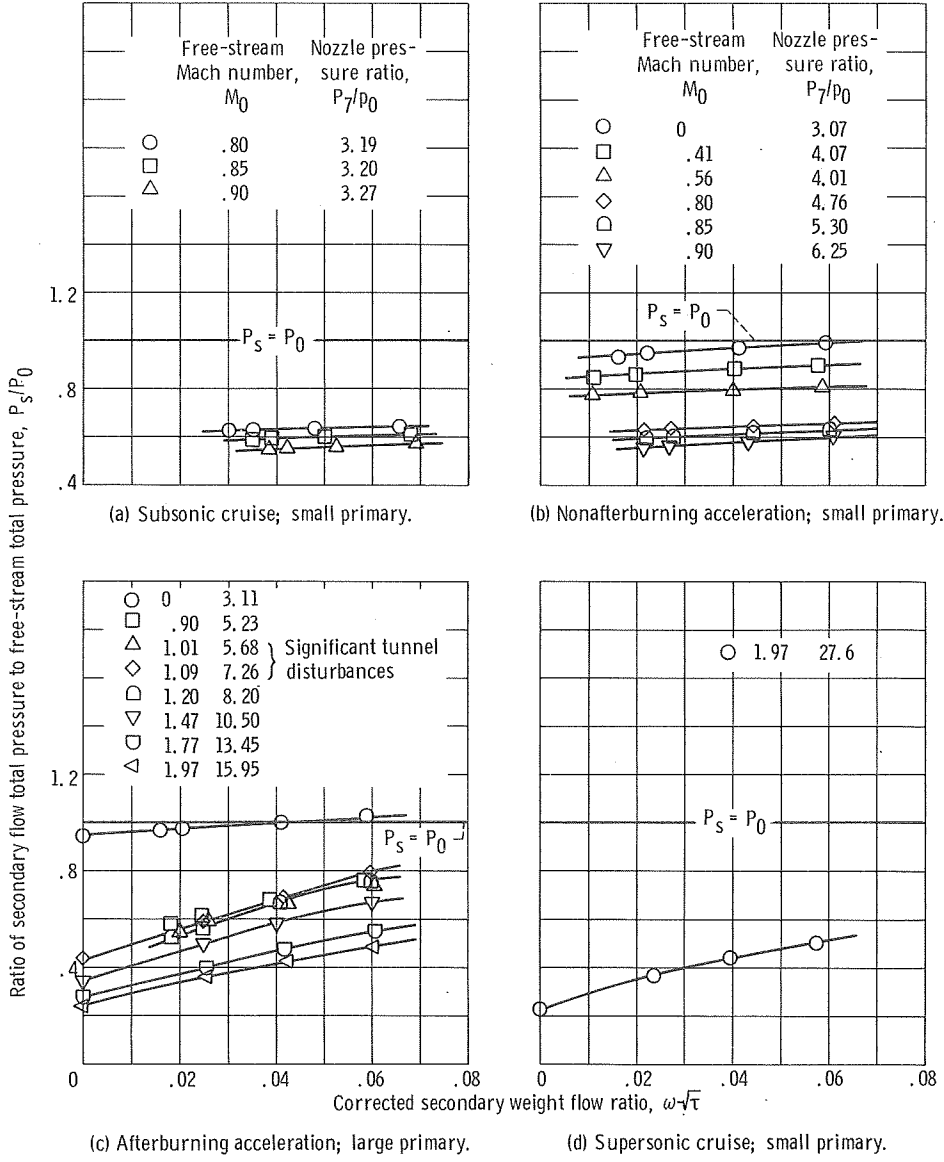 Free-stream Nozzle pres-
Mach number, sure ratio,
M0 P7/p0
.80 3.19
.85 3.20
.90 3.27
Ps = P0
1.2
.8
.4
(a) Subsonic cruise; small primary.
Free-stream Nozzle pres-
Mach number, sure ratio,
M0 P7/p0
0 3.07
.41 4.07
.56 4.01
.80 4.76
.85 5.30
.90 6.25
Ps = P0
(b) Nonafterburning acceleration; small primary.
Ratio of secondary flow total pressure to free-stream total pressure, Ps/P0
0 3.11
.90 5.23
1.01 5.68 Significant tunnel
1.09 7.26 disturbances
1.20 8.20
1.47 10.50
1.77 13.45
1.97 15.95
Ps = P0
1.2
.8
.4
0 .02 .04 .06 .08
(c) Afterburning acceleration; large primary.
1.97 27.6
Ps = P0
0 .02 .04 .06 .08
Corrected secondary weight flow ratio, ω√τ
(d) Supersonic cruise; small primary.